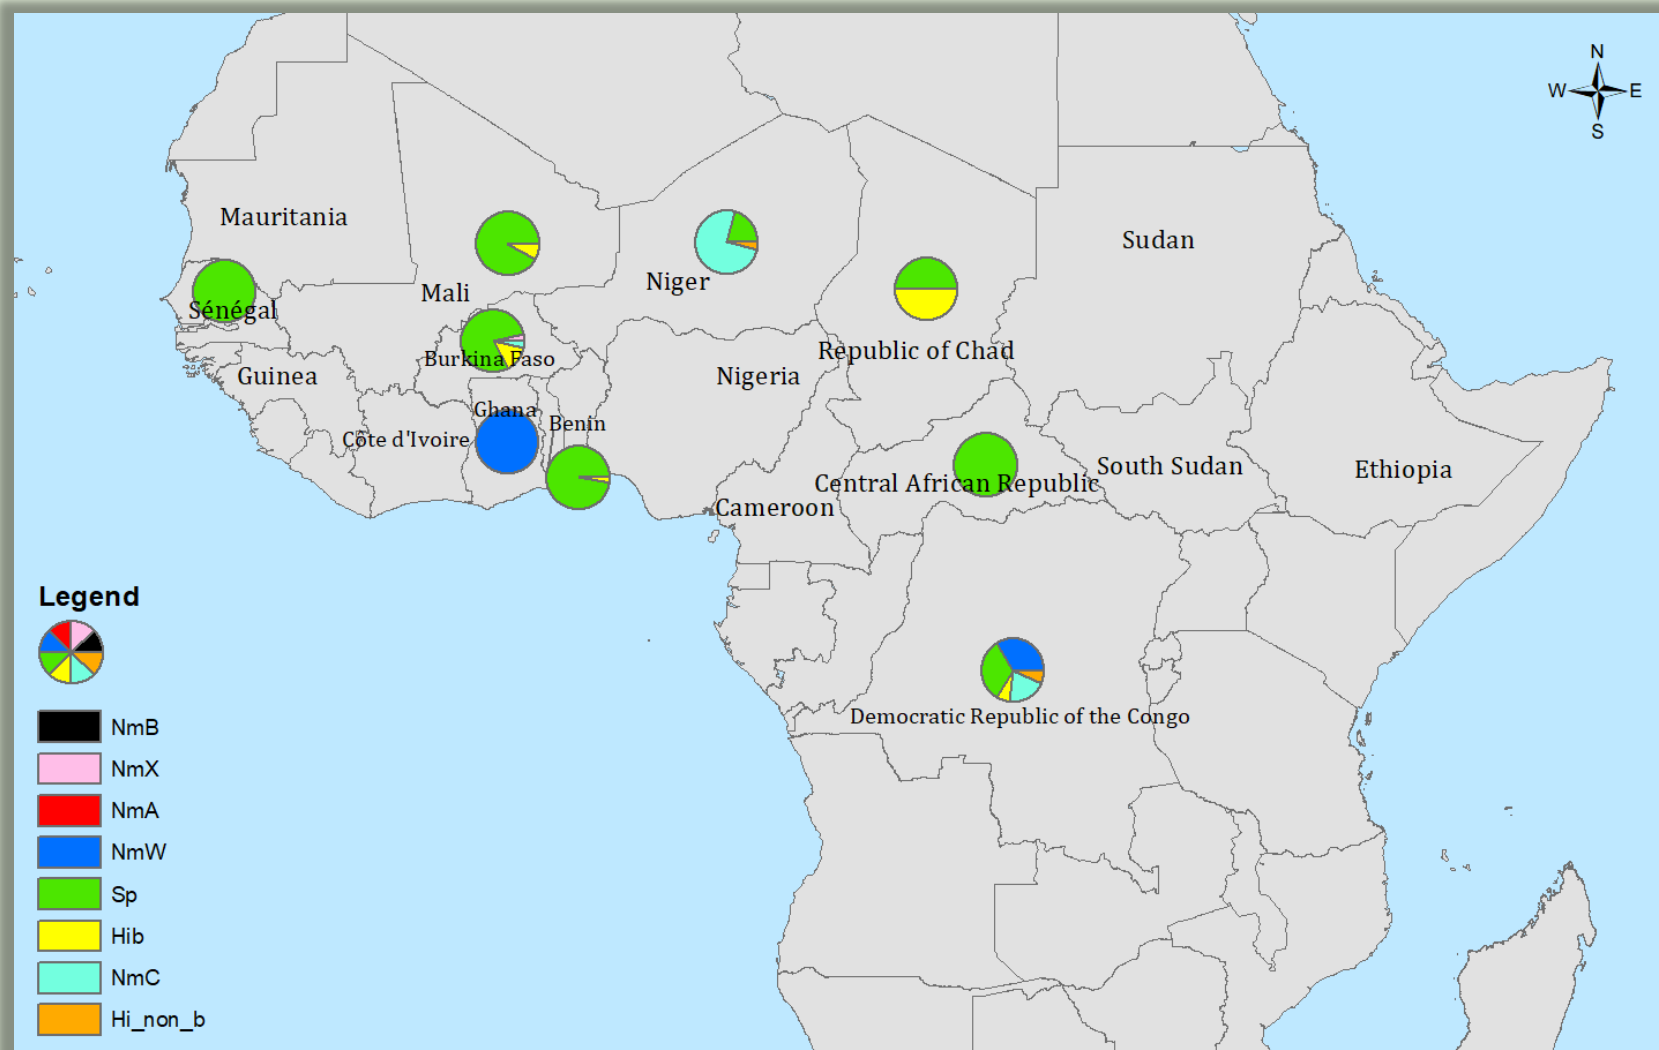 N
W E
S
Mauritania
Sudan
Mali
Niger
Sénégal
Republic of Chad
Burkina Faso
Guinea
Nigeria
Ghana
Benin
Côte d'Ivoire
South Sudan
Ethiopia
Central African Republic
Cameroon
Democratic Republic of the Congo
Legend
NmB
NmX
NmA
NmW
Sp
Hib
NmC
Hi_non_b